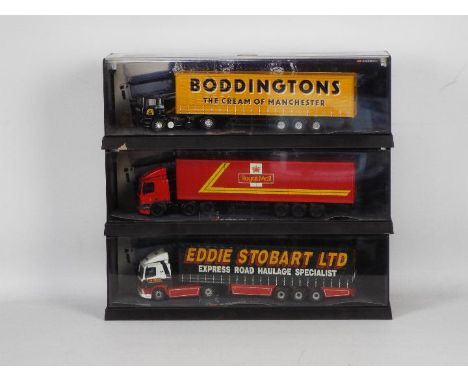 BODDINGTONS
THE CREAM OF MANCHESTER
Royal Mail
EDDIE STOBART LTD
EXPRESS ROAD HAULAGE SPECIALIST